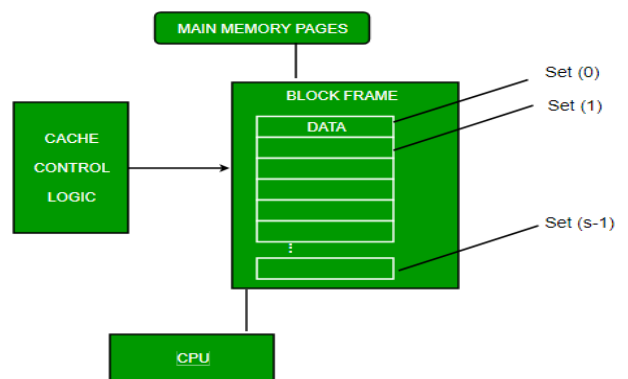 MAIN MEMORY PAGES
Set (0)
BLOCK FRAME
Set (1)
DATA
CACHE
CONTROL
LOGIC
Set (s-1)
CPU